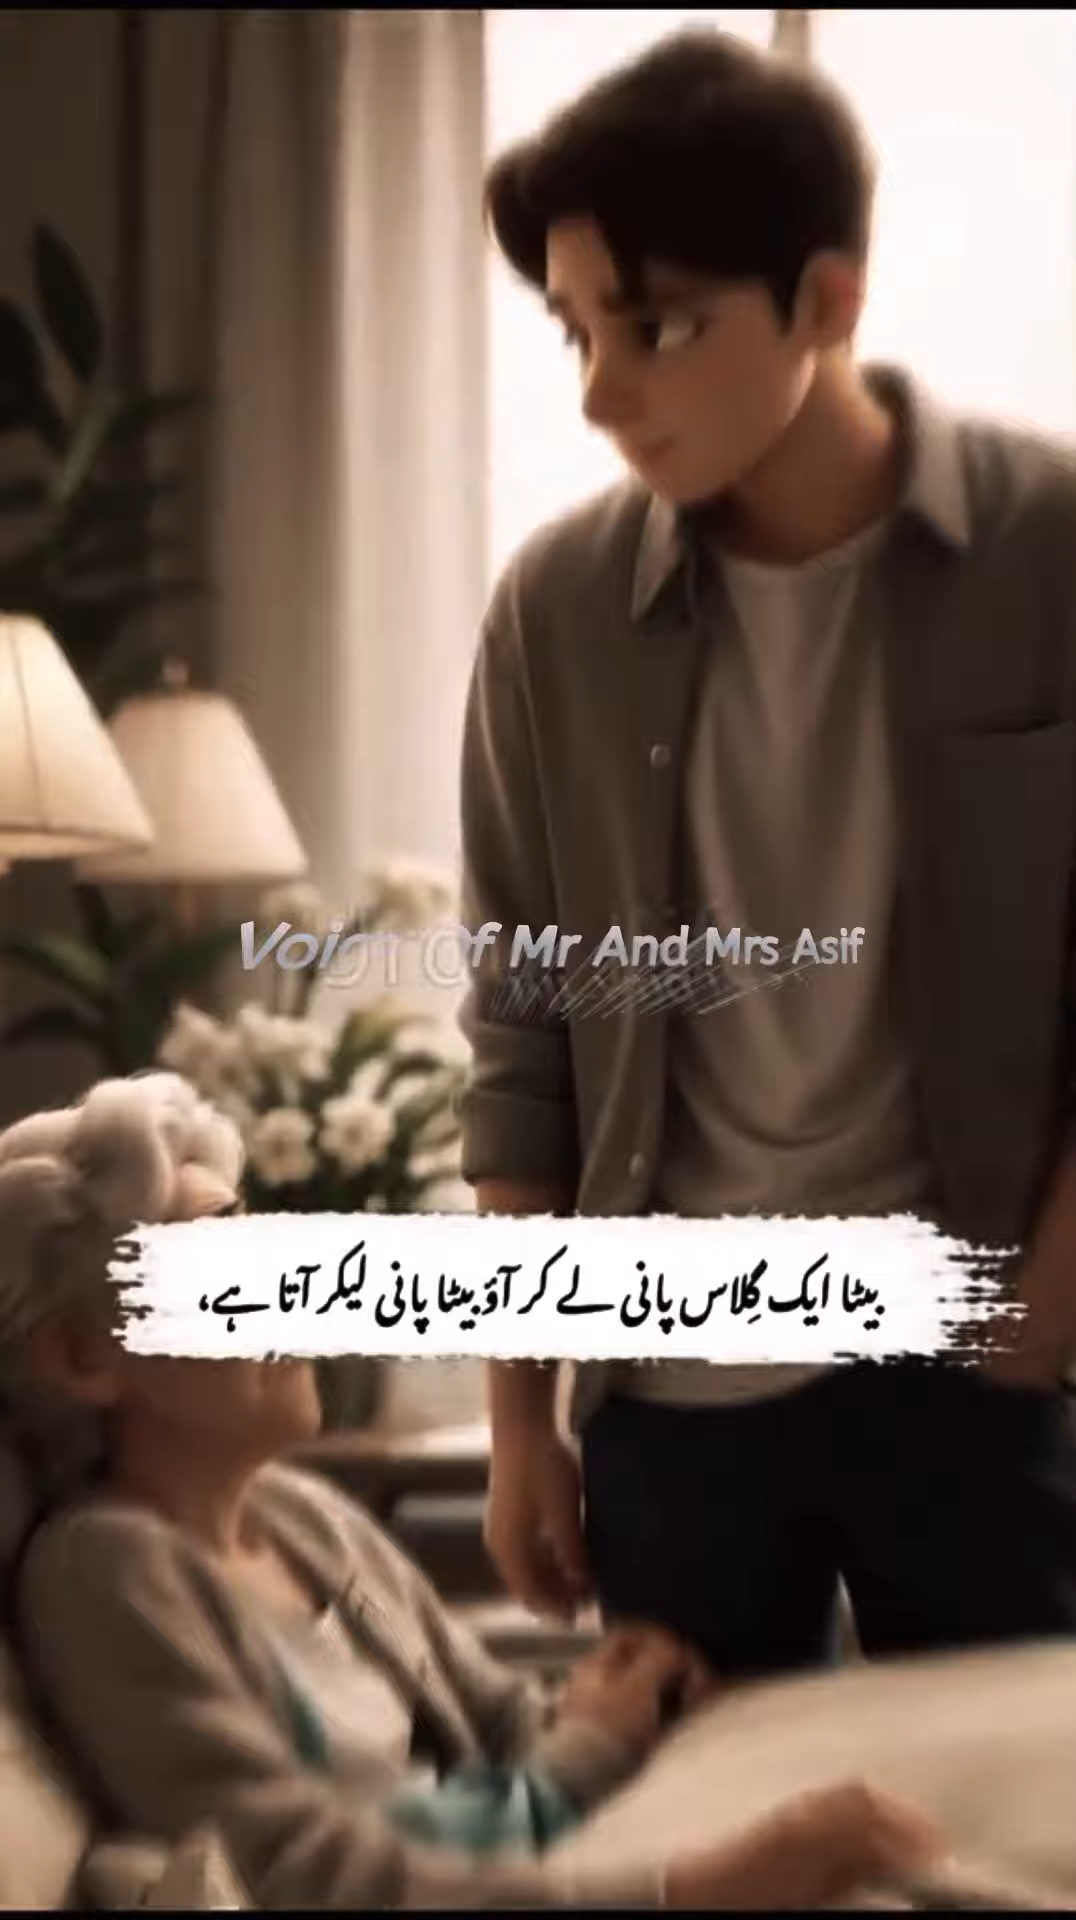 Voice Of Mr And Mrs Asif
بیٹا ایک گِلاس پانی لے کر آؤ بیٹا پانی لیکر آتا ہے،